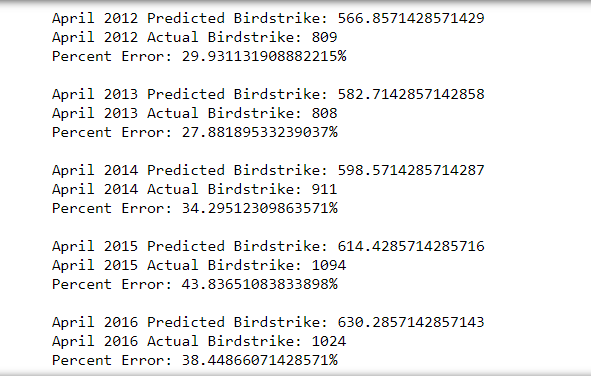 April 2012 Predicted Birdstrike: 566.8571428571429
April 2012 Actual Birdstrike: 809
Percent Error: 29.931131908882215%
April 2013 Predicted Birdstrike: 582.7142857142858
April 2013 Actual Birdstrike: 808
Percent Error: 27.88189533239037%
April 2014 Predicted Birdstrike: 598.5714285714287
April 2014 Actual Birdstrike: 911
Percent Error: 34.29512309863571%
April 2015 Predicted Birdstrike: 614.4285714285716
April 2015 Actual Birdstrike: 1094
Percent Error: 43.83651083833898%
April 2016 Predicted Birdstrike: 630.2857142857143
April 2016 Actual Birdstrike: 1024
Percent Error: 38.44866071428571%